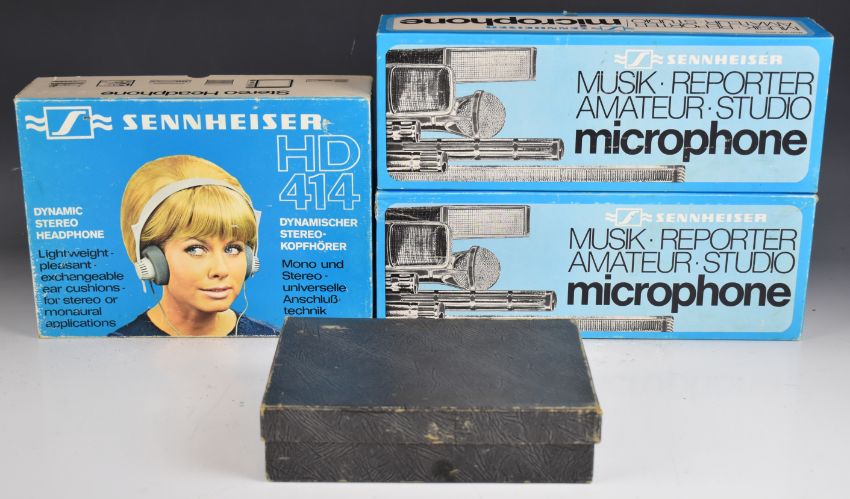 Stereo Headphone
SENNHEISER
HD
414
DYNAMIC
STEREO
HEADPHONE
Lightweight ·
pleasant ·
exchangeable
ear cushions ·
for stereo or
monaural
applications
DYNAMISCHER
STEREO-
KOPFHÖRER
Mono und
Stereo ·
universelle
Anschluß-
technik
microphone
SENNHEISER
MUSIK · REPORTER
AMATEUR · STUDIO
microphone
SENNHEISER
MUSIK · REPORTER
AMATEUR · STUDIO
microphone